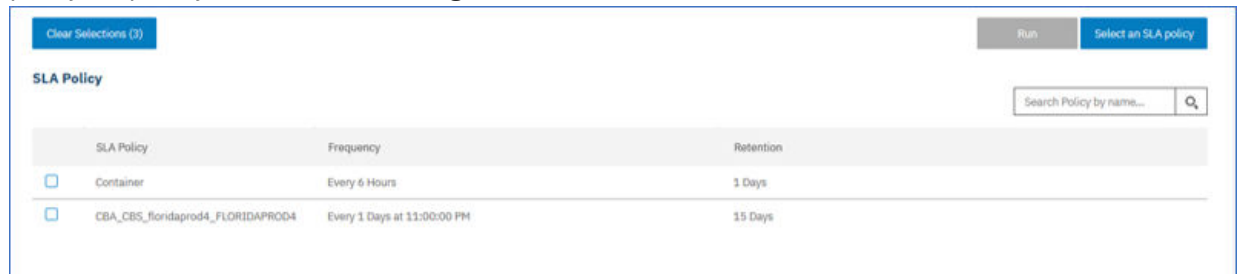 Clear Selections (3)
Run
Select an SLA policy
SLA Policy
Search Policy by name...
SLA Policy Frequency Retention
Container Every 6 Hours 1 Days
CBA_CBS_floridaprod4_FLORIDAPROD4 Every 1 Days at 11:00:00 PM 15 Days